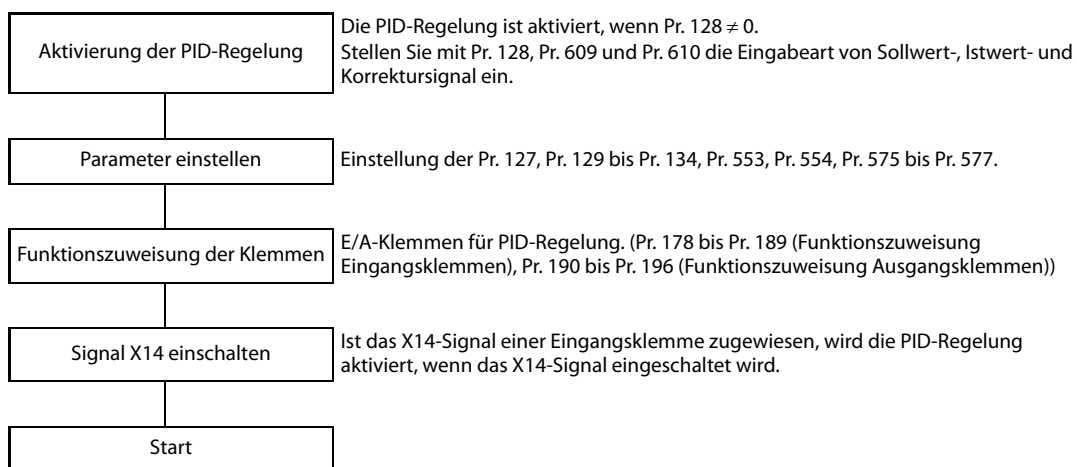 Aktivierung der PID-Regelung
Die PID-Regelung ist aktiviert, wenn Pr. 128 ≠ 0.
Stellen Sie mit Pr. 128, Pr. 609 und Pr. 610 die Eingabeart von Sollwert-, Istwert- und
Korrektursignal ein.
Parameter einstellen
Einstellung der Pr. 127, Pr. 129 bis Pr. 134, Pr. 553, Pr. 554, Pr. 575 bis Pr. 577.
Funktionszuweisung der Klemmen
E/A-Klemmen für PID-Regelung. (Pr. 178 bis Pr. 189 (Funktionszuweisung
Eingangsklemmen), Pr. 190 bis Pr. 196 (Funktionszuweisung Ausgangsklemmen))
Signal X14 einschalten
Ist das X14-Signal einer Eingangsklemme zugewiesen, wird die PID-Regelung
aktiviert, wenn das X14-Signal eingeschaltet wird.
Start